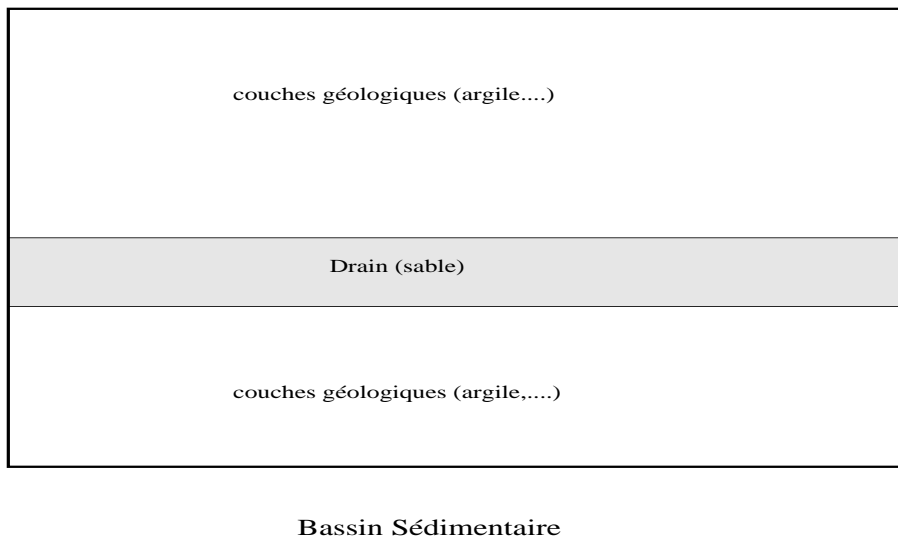 couches géologiques (argile....)
Drain (sable)
couches géologiques (argile,....)
Bassin Sédimentaire